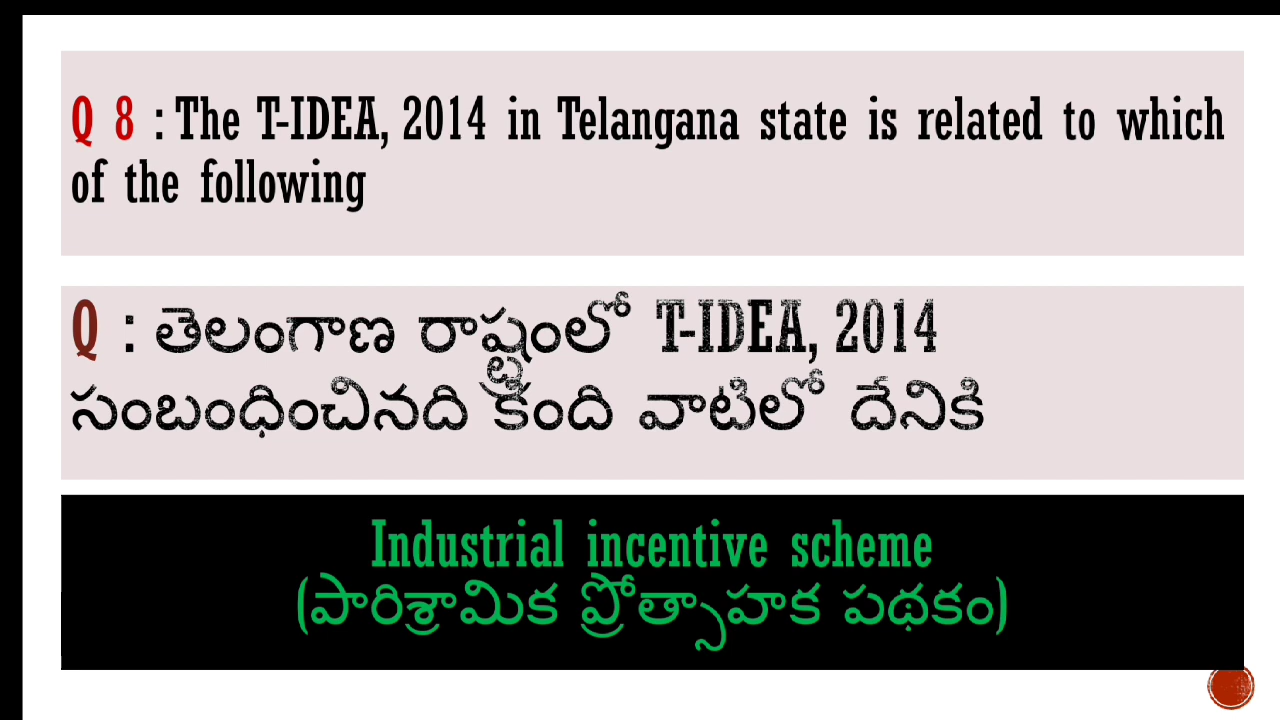 Q 8 : The T-IDEA, 2014 in Telangana state is related to which
of the following
Q : తెలంగాణ రాష్ట్రంలో T-IDEA, 2014
సంబంధించినది కింది వాటిలో దేనికి
Industrial incentive scheme
(పారిశ్రామిక ప్రోత్సాహక పథకం)